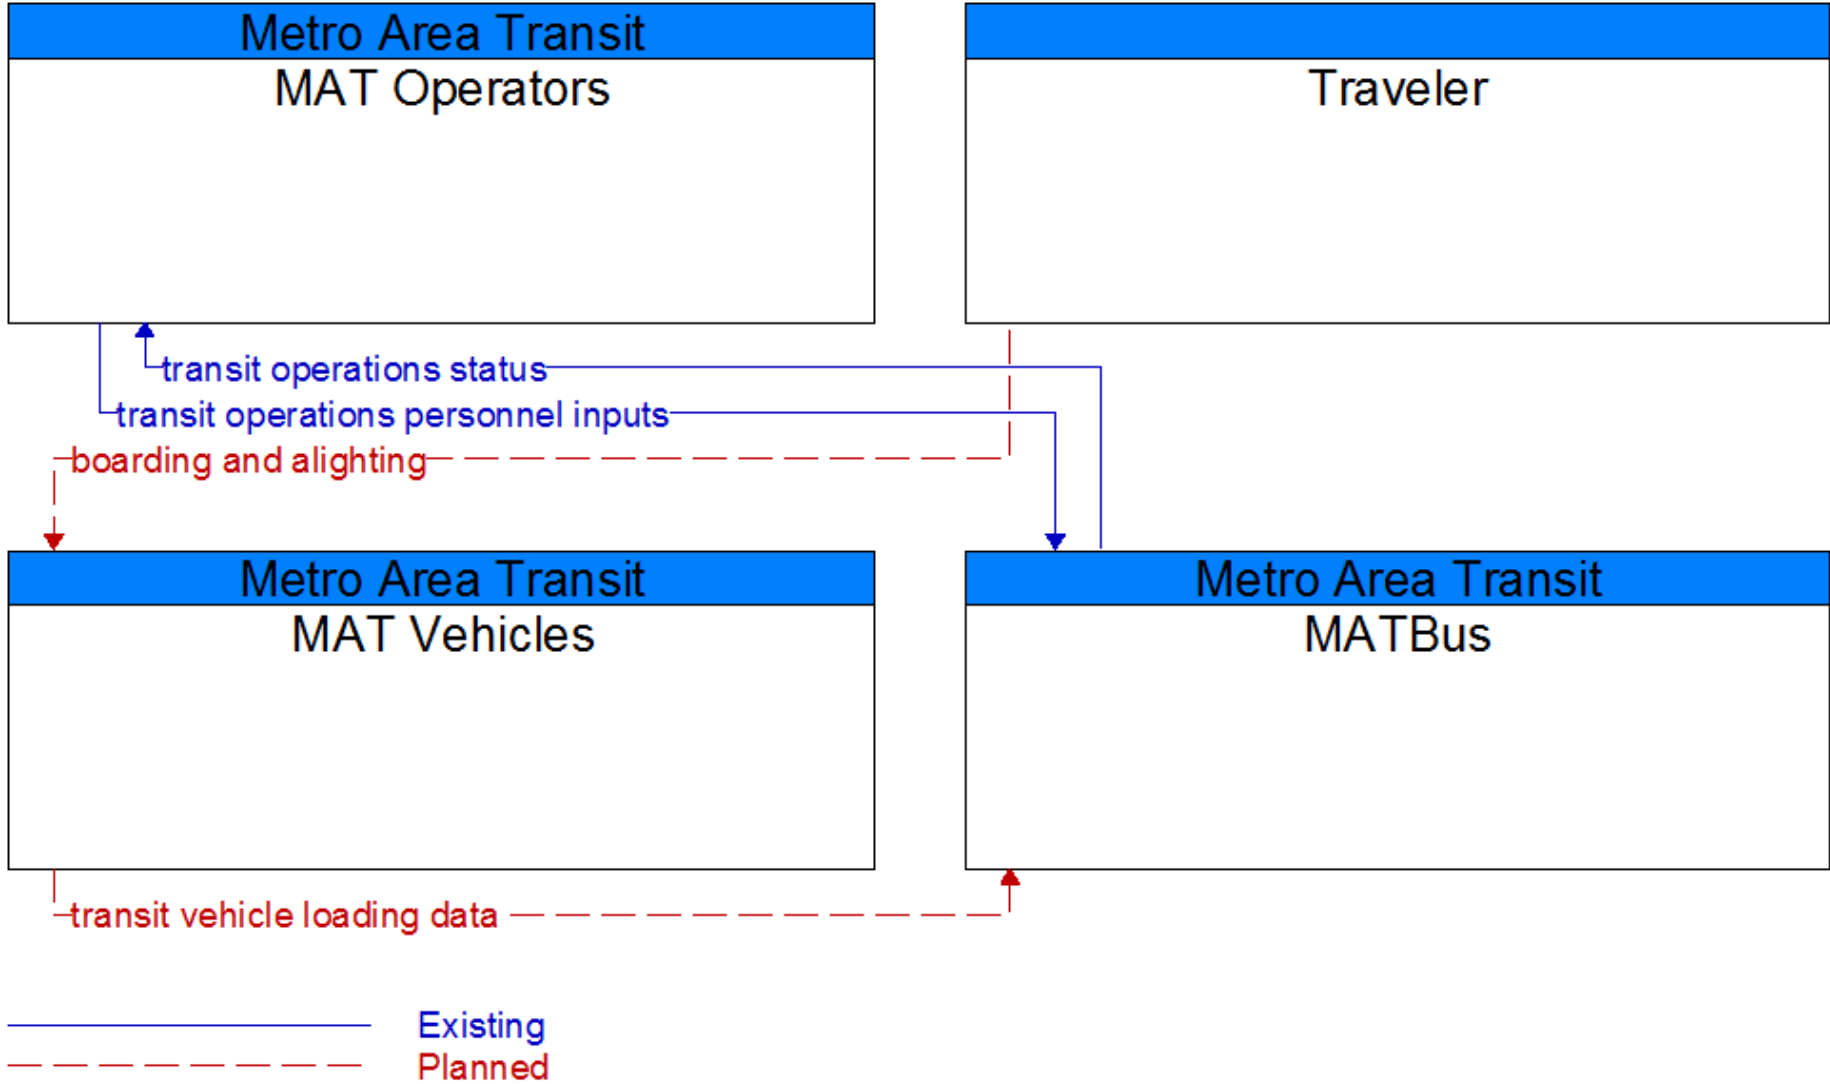 Metro Area Transit
MAT Operators
Traveler
transit operations status
transit operations personnel inputs
boarding and alighting
Metro Area Transit
MAT Vehicles
Metro Area Transit
MATBus
transit vehicle loading data
Existing
Planned